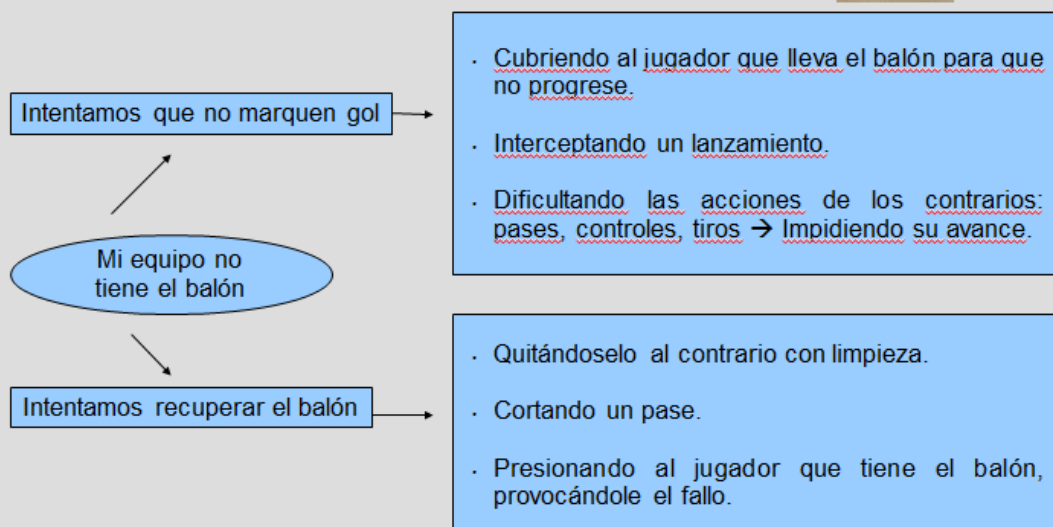 Intentamos que no marquen gol
· Cubriendo al jugador que lleva el balón para que
no progrese.
· Interceptando un lanzamiento.
· Dificultando las acciones de los contrarios:
pases, controles, tiros → Impidiendo su avance.
Mi equipo no
tiene el balón
Intentamos recuperar el balón
· Quitándoselo al contrario con limpieza.
· Cortando un pase.
· Presionando al jugador que tiene el balón,
provocándole el fallo.